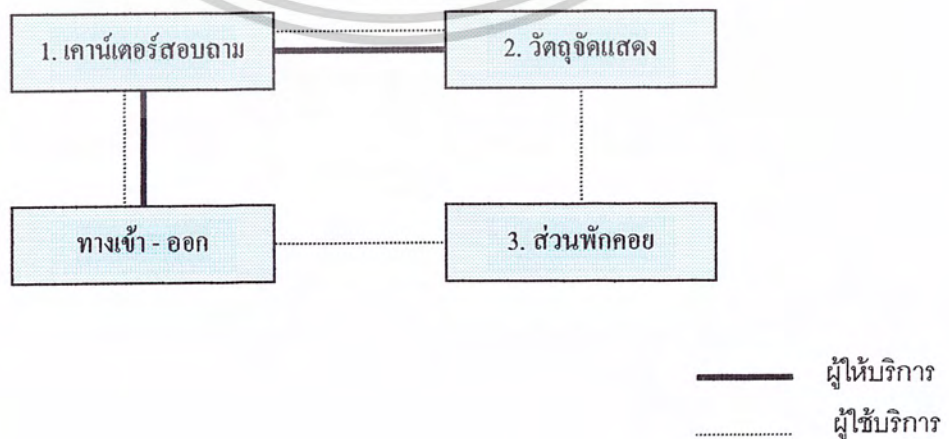 1. เคาน์เตอร์สอบถาม
2. วัตถุจัดแสดง
ทางเข้า - ออก
3. ส่วนพักคอย
ผู้ให้บริการ
ผู้ใช้บริการ